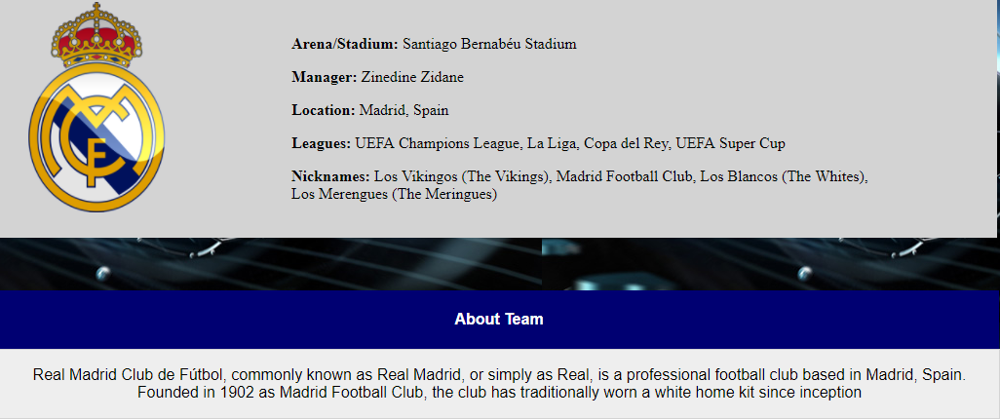 Arena/Stadium: Santiago Bernabéu Stadium
Manager: Zinedine Zidane
Location: Madrid, Spain
Leagues: UEFA Champions League, La Liga, Copa del Rey, UEFA Super Cup
Nicknames: Los Vikingos (The Vikings), Madrid Football Club, Los Blancos (The Whites),
Los Merengues (The Meringues)
About Team
Real Madrid Club de Fútbol, commonly known as Real Madrid, or simply as Real, is a professional football club based in Madrid, Spain.
Founded in 1902 as Madrid Football Club, the club has traditionally worn a white home kit since inception